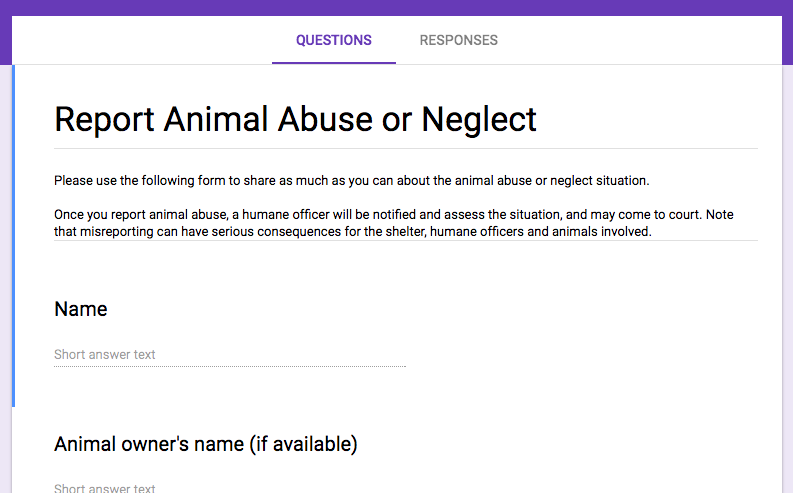 QUESTIONS RESPONSES
Report Animal Abuse or Neglect
Please use the following form to share as much as you can about the animal abuse or neglect situation.
Once you report animal abuse, a humane officer will be notified and assess the situation, and may come to court. Note
that misreporting can have serious consequences for the shelter, humane officers and animals involved.
Name
Short answer text
Animal owner's name (if available)
Short answer text